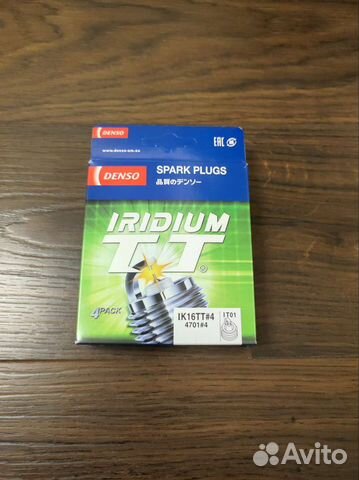 DENSO
www.denso-am.eu
EAC
DENSO
SPARK PLUGS
品質のデンソー
IRIDIUM
TT®
4PACK
IK16TT#4
4701#4
IT01
Avito